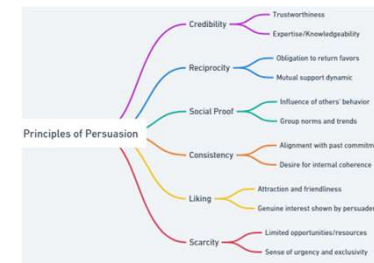 Principles of Persuasion
Credibility
Trustworthiness
Expertise/Knowledgeability
Reciprocity
Obligation to return favors
Mutual support dynamic
Social Proof
Influence of others' behavior
Group norms and trends
Consistency
Alignment with past commitm
Desire for internal coherence
Liking
Attraction and friendliness
Genuine interest shown by persuader
Scarcity
Limited opportunities/resources
Sense of urgency and exclusivity